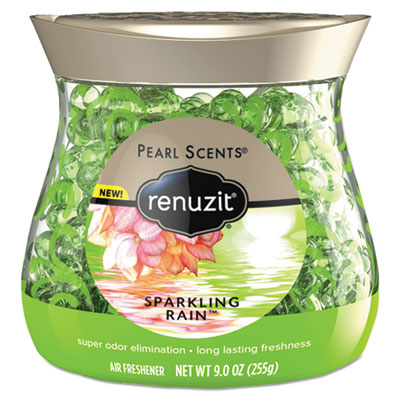 PEARL SCENTS®
NEW!
renuzit®
SPARKLING
RAIN™
super odor elimination • long lasting freshness
AIR FRESHENER NET WT 9.0 OZ (255g)